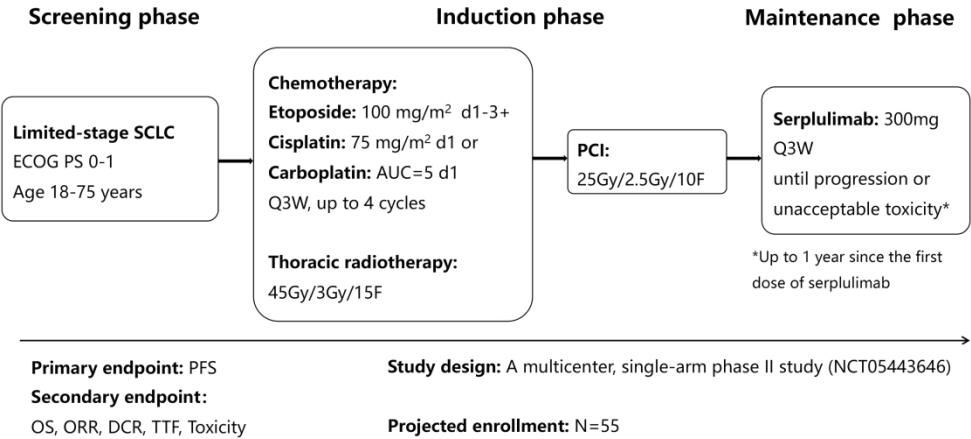 Screening phase
Induction phase
Maintenance phase
Limited-stage SCLC
ECOG PS 0-1
Age 18-75 years
Chemotherapy:
Etoposide: 100 mg/m² d1-3+
Cisplatin: 75 mg/m² d1 or
Carboplatin: AUC=5 d1
Q3W, up to 4 cycles
Thoracic radiotherapy:
45Gy/3Gy/15F
PCI:
25Gy/2.5Gy/10F
Serplulimab: 300mg
Q3W
until progression or
unacceptable toxicity*
*Up to 1 year since the first
dose of serplulimab
Primary endpoint: PFS
Secondary endpoint:
OS, ORR, DCR, TTF, Toxicity
Study design: A multicenter, single-arm phase II study (NCT05443646)
Projected enrollment: N=55